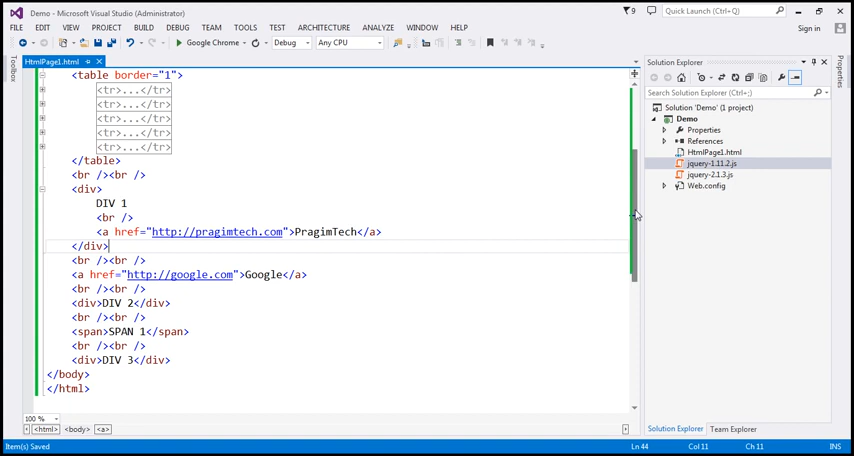 Demo - Microsoft Visual Studio (Administrator)
9
Quick Launch (Ctrl+Q)
FILE EDIT VIEW PROJECT BUILD DEBUG TEAM TOOLS TEST ARCHITECTURE ANALYZE WINDOW HELP
Sign in
Google Chrome
Debug
Any CPU
Toolbox
HtmlPage1.html
<table border="1">
<tr>...</tr>
<tr>...</tr>
<tr>...</tr>
<tr>...</tr>
<tr>...</tr>
</table>
<br /><br />
<div>
DIV 1
<br />
<a href="http://pragimtech.com">PragimTech</a>
</div>
<br /><br />
<a href="http://google.com">Google</a>
<br /><br />
<div>DIV 2</div>
<br /><br />
<span>SPAN 1</span>
<br /><br />
<div>DIV 3</div>
</body>
</html>
100 %
<html> <body> <a>
Solution Explorer
Search Solution Explorer (Ctrl+;)
Solution 'Demo' (1 project)
Demo
Properties
References
HtmlPage1.html
jquery-1.11.2.js
jquery-2.1.3.js
Web.config
Solution Explorer Team Explorer
Properties
Item(s) Saved
Ln 44
Col 11
Ch 11
INS